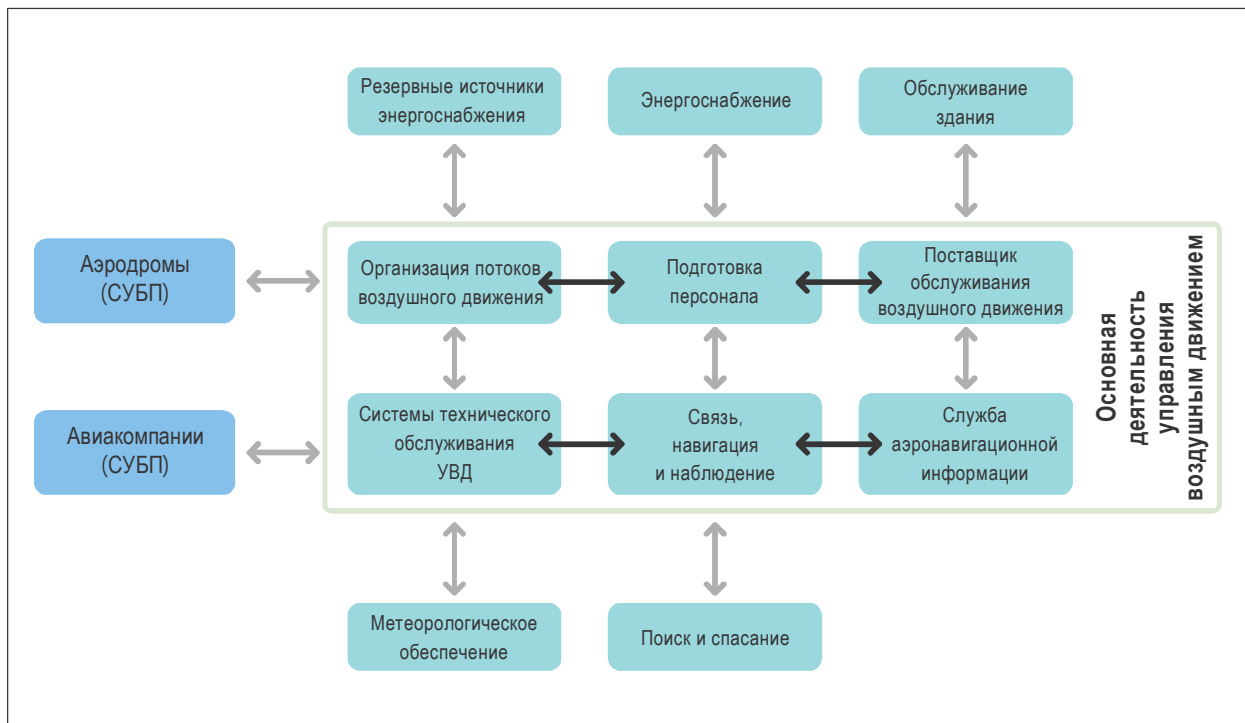 Резервные источники
энергоснабжения
Энергоснабжение
Обслуживание
здания
Аэродромы
(СУБП)
Организация потоков
воздушного движения
Подготовка
персонала
Поставщик
обслуживания
воздушного движения
Основная
деятельность
управления
воздушным движением
Авиакомпании
(СУБП)
Системы технического
обслуживания
УВД
Связь,
навигация
и наблюдение
Служба
аэронавигационной
информации
Метеорологическое
обеспечение
Поиск и спасание